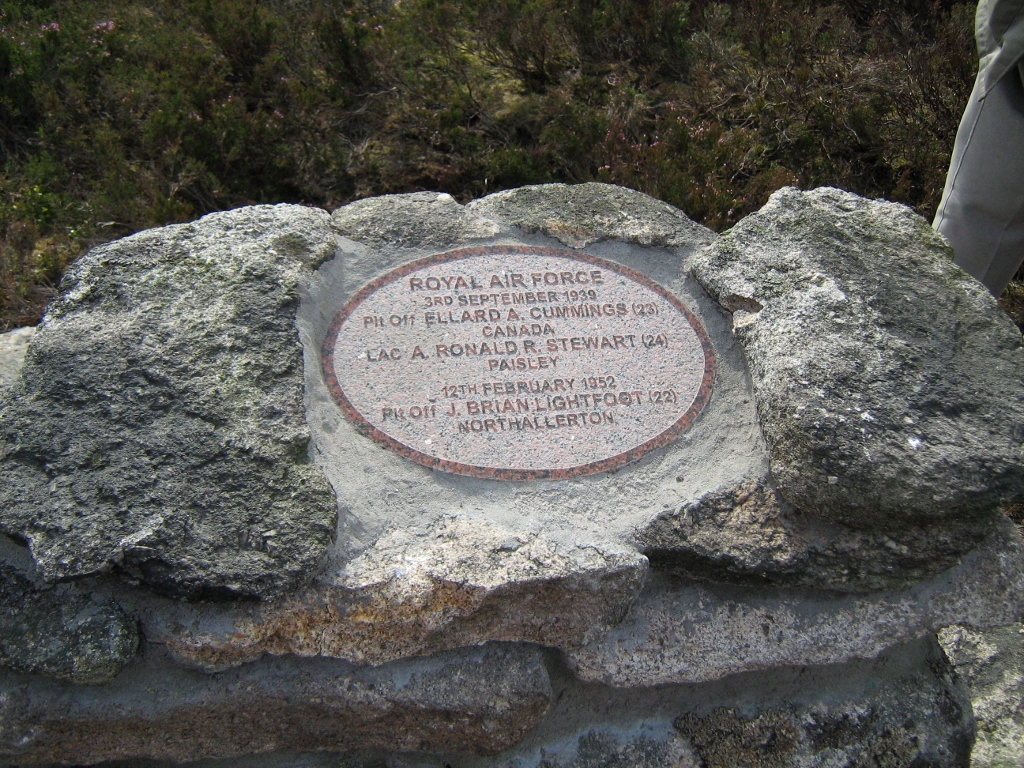 ROYAL AIR FORCE
3RD SEPTEMBER 1939
Plt Off ELLARD A. CUMMINGS (23)
CANADA
LAC A. RONALD R. STEWART (24)
PAISLEY
12TH FEBRUARY 1952
Plt Off J. BRIAN LIGHTFOOT (22)
NORTHALLERTON